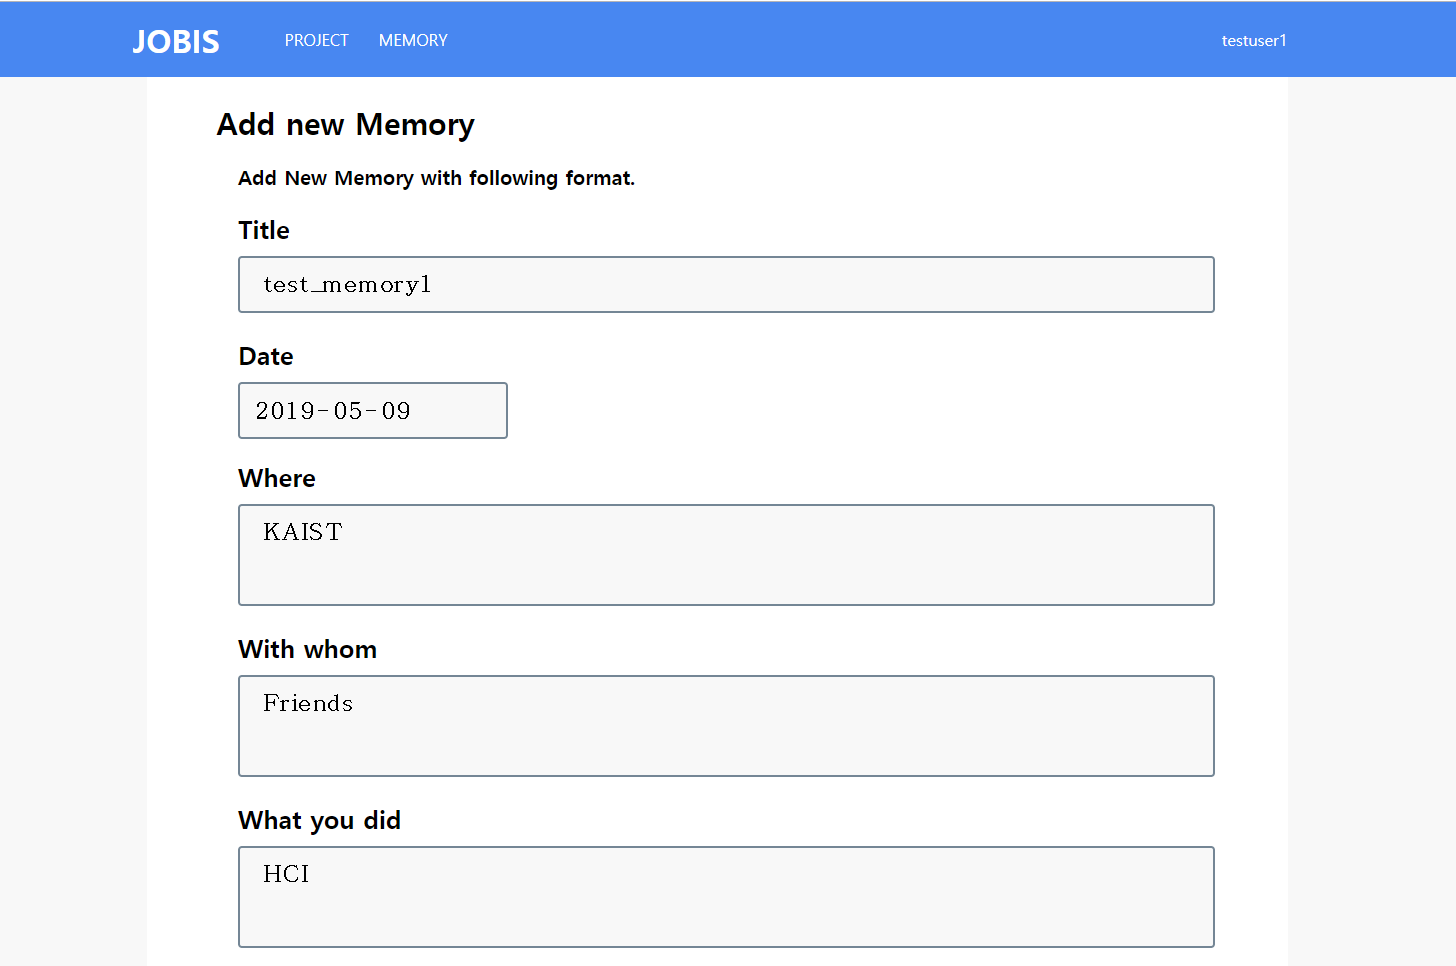 JOBIS PROJECT MEMORY testuser1
Add new Memory
Add New Memory with following format.
Title
test_memory1
Date
2019-05-09
Where
KAIST
With whom
Friends
What you did
HCI